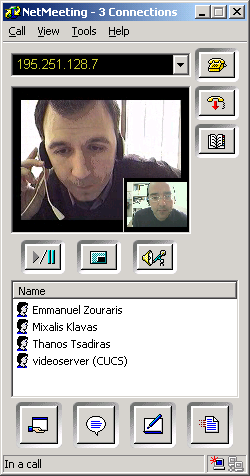 NetMeeting - 3 Connections
Call View Tools Help
195.251.128.7
Name
Emmanuel Zouraris
Mixalis Klavas
Thanos Tsadiras
videoserver (CUCS)
In a call